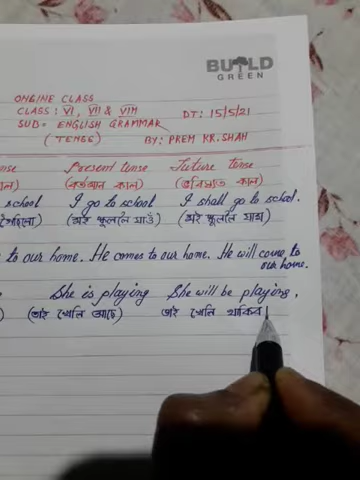 BUILD
GREEN
ONGINE CLASS
CLASS: VI, VII & VIII DT: 15/5/21
SUD= ENGLISH GRAMMAR
(TENSE) BY: PREM KR. SHAH
Present tense Future tense
(বৰ্তমান কাল) (ভবিষ্যত কাল)
school I go to school I shall go to school.
(মই স্কুললৈ যাওঁ) (মই স্কুললৈ যাম)
to our home. He comes to our home. He will come to
our home.
She is playing She will be playing,
(তাই খেলি আছে) তাই খেলি থাকিব